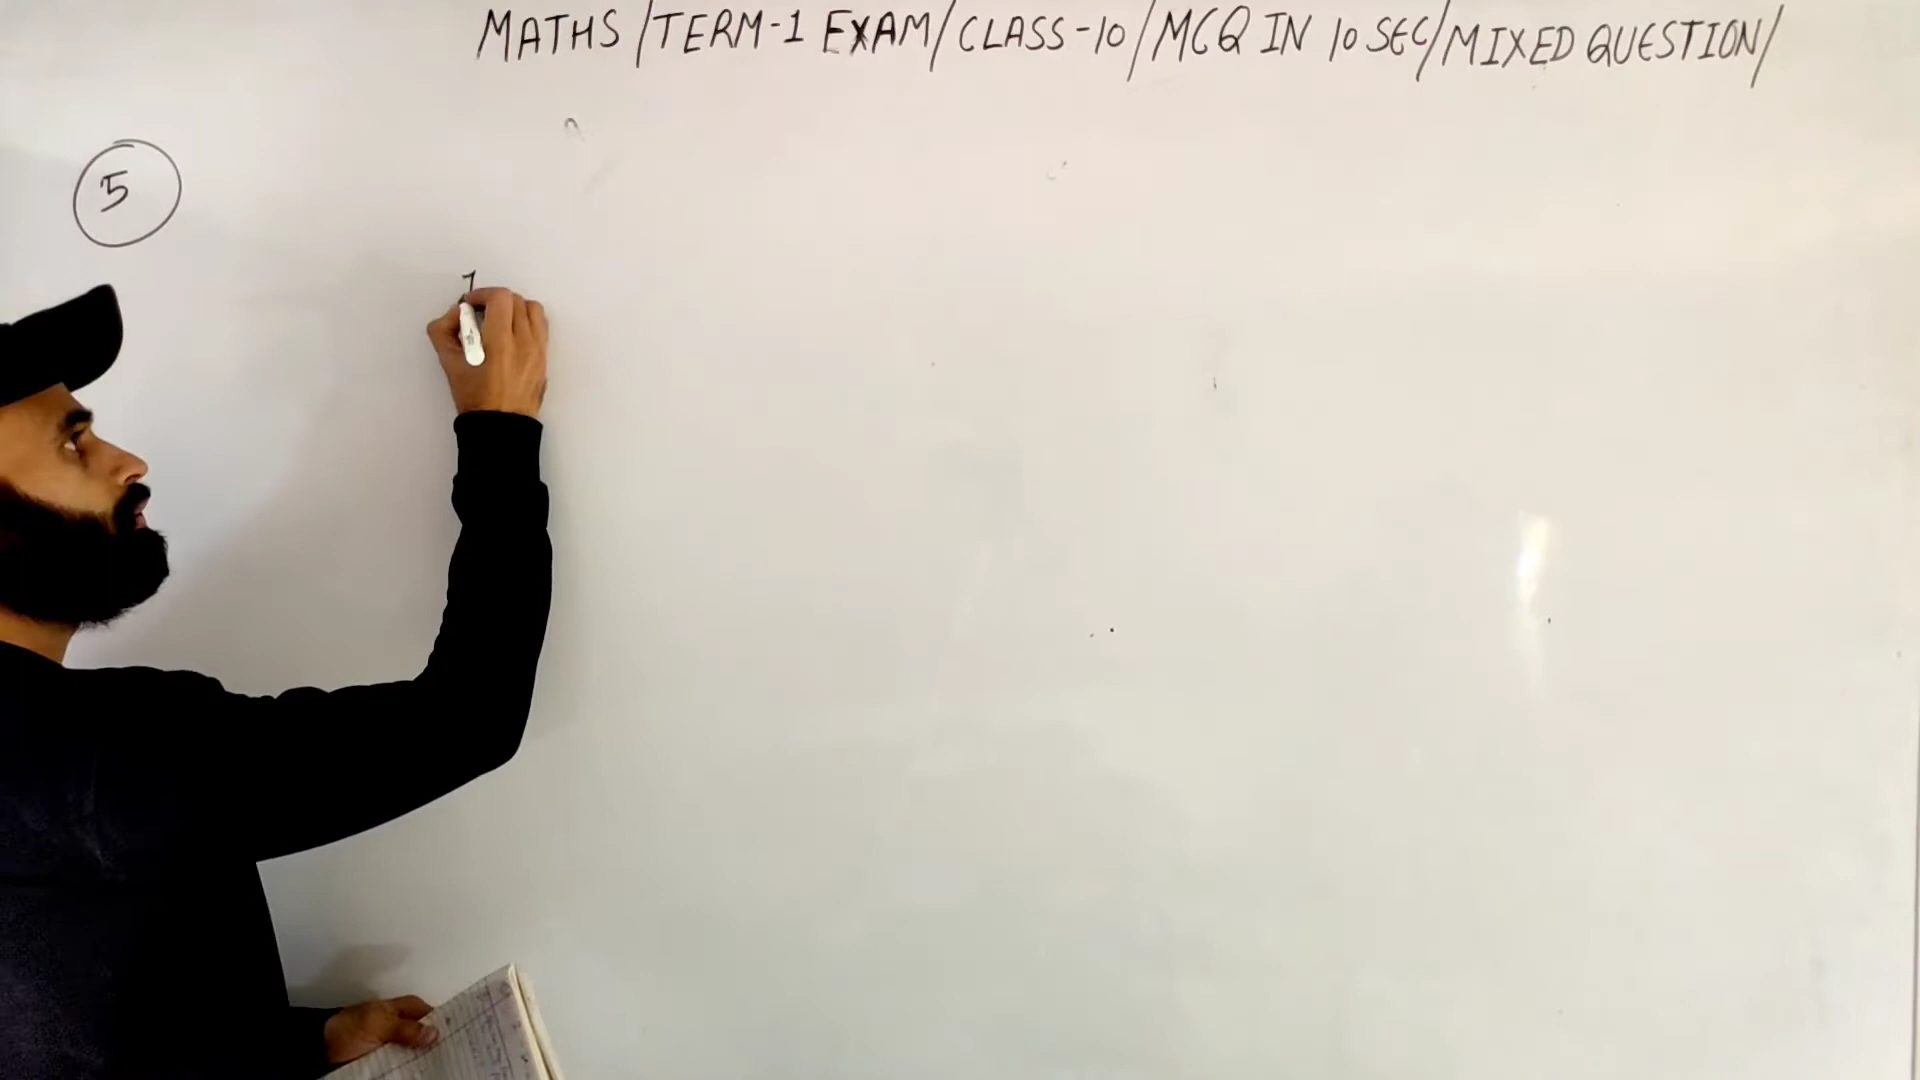 MATHS /TERM-1 EXAM/CLASS-10/MCQ IN 10 SEC/MIXED QUESTION/
5